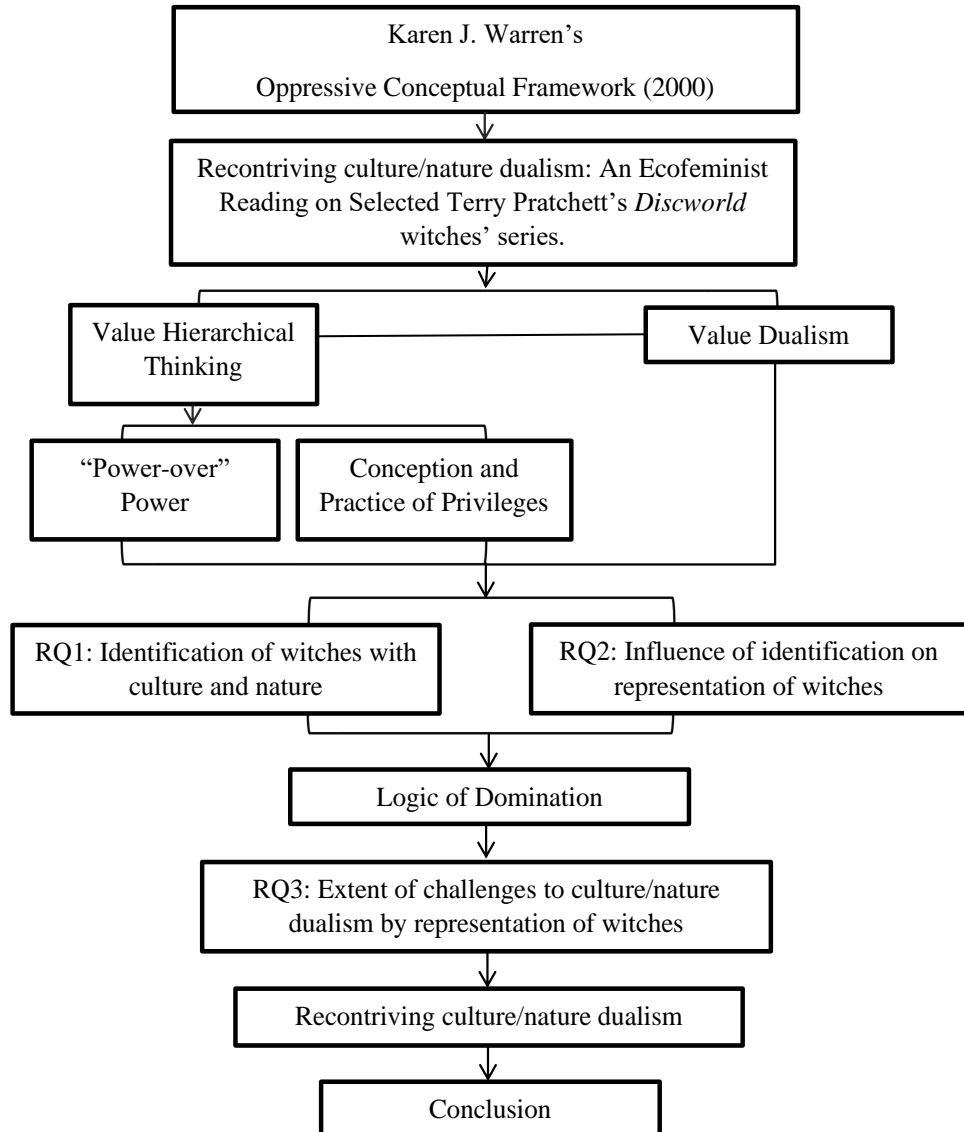 Karen J. Warren’s
Oppressive Conceptual Framework (2000)
Recontriving culture/nature dualism: An Ecofeminist
Reading on Selected Terry Pratchett’s Discworld
witches’ series.
Value Hierarchical
Thinking
Value Dualism
“Power-over”
Power
Conception and
Practice of Privileges
RQ1: Identification of witches with
culture and nature
RQ2: Influence of identification on
representation of witches
Logic of Domination
RQ3: Extent of challenges to culture/nature
dualism by representation of witches
Recontriving culture/nature dualism
Conclusion